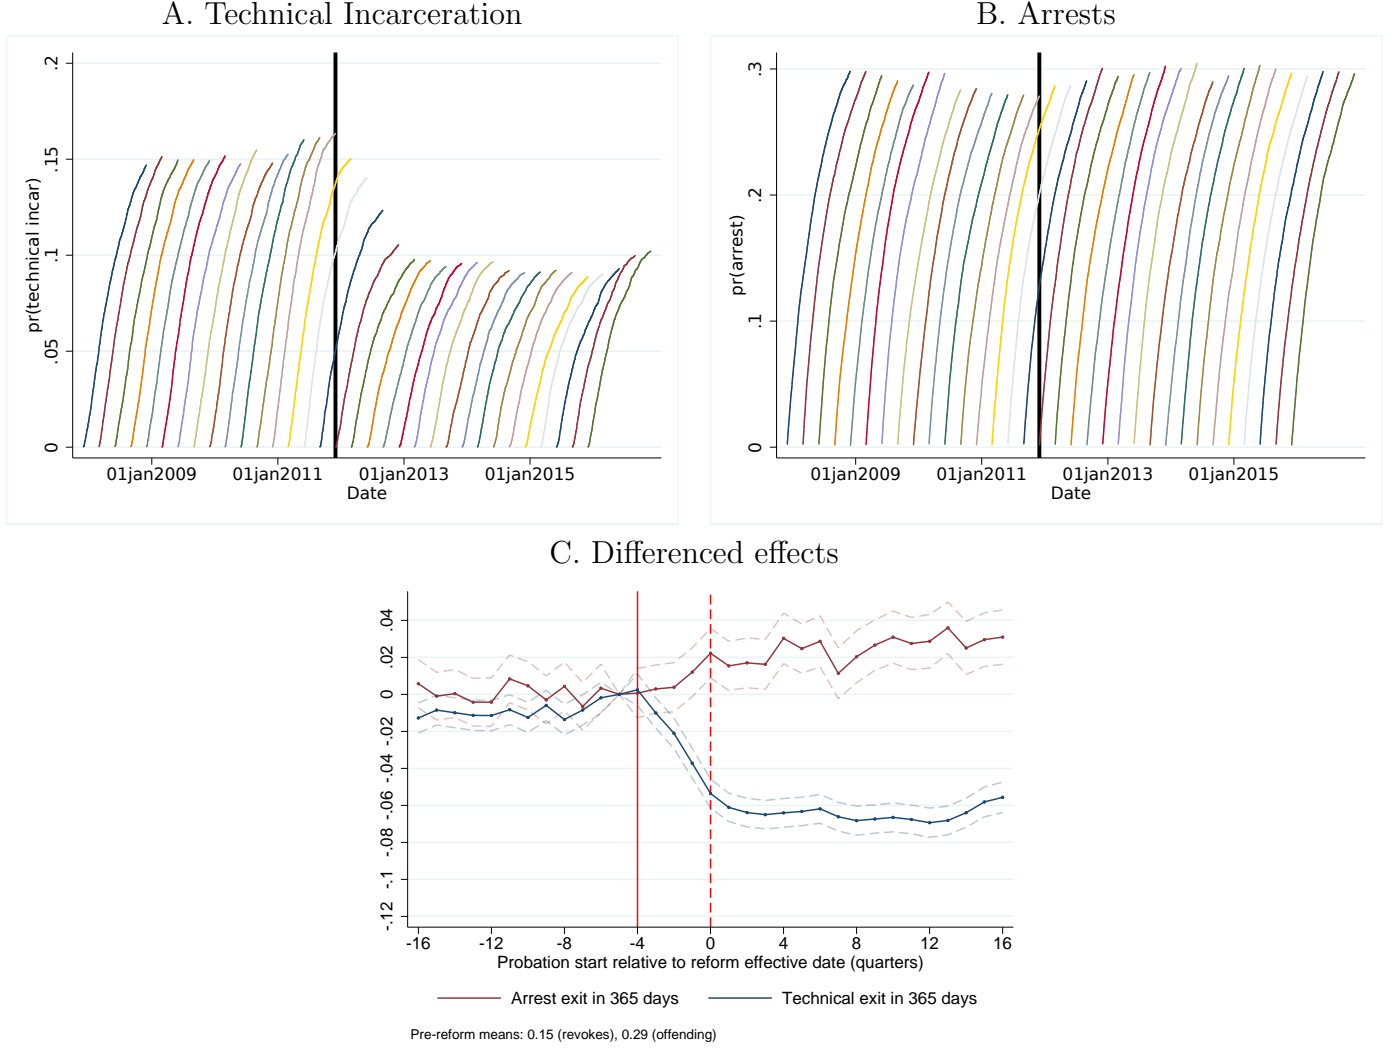 A. Technical Incarceration
B. Arrests
pr(technical incar)
.2
.15
.1
.05
0
01jan2009 01jan2011 01jan2013 01jan2015
Date
pr(arrest)
.3
.2
.1
0
01jan2009 01jan2011 01jan2013 01jan2015
Date
C. Differenced effects
.04
.02
0
-.02
-.04
-.06
-.08
-.1
-.12
-16 -12 -8 -4 0 4 8 12 16
Probation start relative to reform effective date (quarters)
Arrest exit in 365 days Technical exit in 365 days
Pre-reform means: 0.15 (revokes), 0.29 (offending)